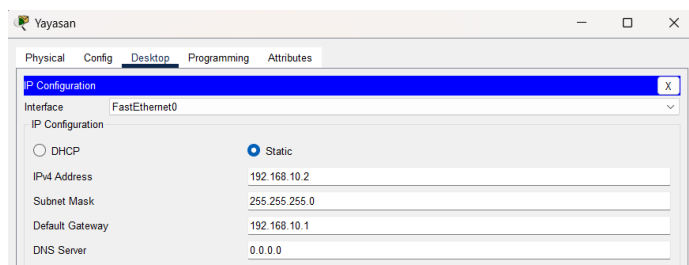 Yayasan
Physical Config Desktop Programming Attributes
IP Configuration X
Interface FastEthernet0
IP Configuration
DHCP Static
IPv4 Address 192.168.10.2
Subnet Mask 255.255.255.0
Default Gateway 192.168.10.1
DNS Server 0.0.0.0